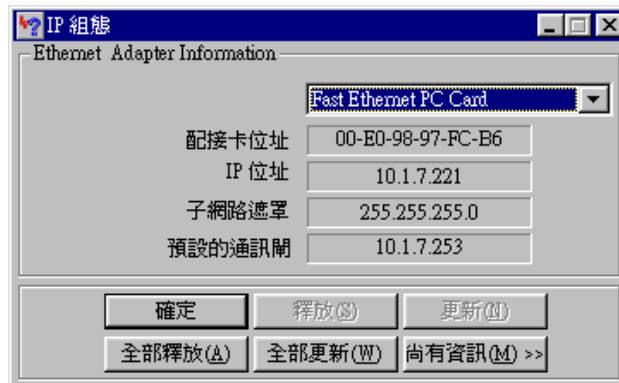 IP 組態
Ethernet Adapter Information
Fast Ethernet PC Card
配接卡位址 00-E0-98-97-FC-B6
IP 位址 10.1.7.221
子網路遮罩 255.255.255.0
預設的通訊閘 10.1.7.253
確定 釋放(S) 更新(N)
全部釋放(A) 全部更新(W) 尚有資訊(M) >>